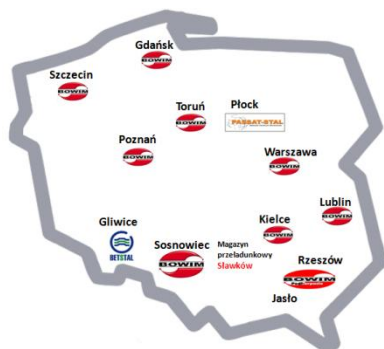 Gdańsk
BOWIM
Szczecin
BOWIM
Toruń
BOWIM
Płock
PASSAT-STAL
Poznań
BOWIM
Warszawa
BOWIM
Lublin
BOWIM
Kielce
BOWIM
Gliwice
BETSTAL
Sosnowiec
BOWIM
Magazyn
przeładunkowy
Sławków
Rzeszów
BOWIM
Jasło